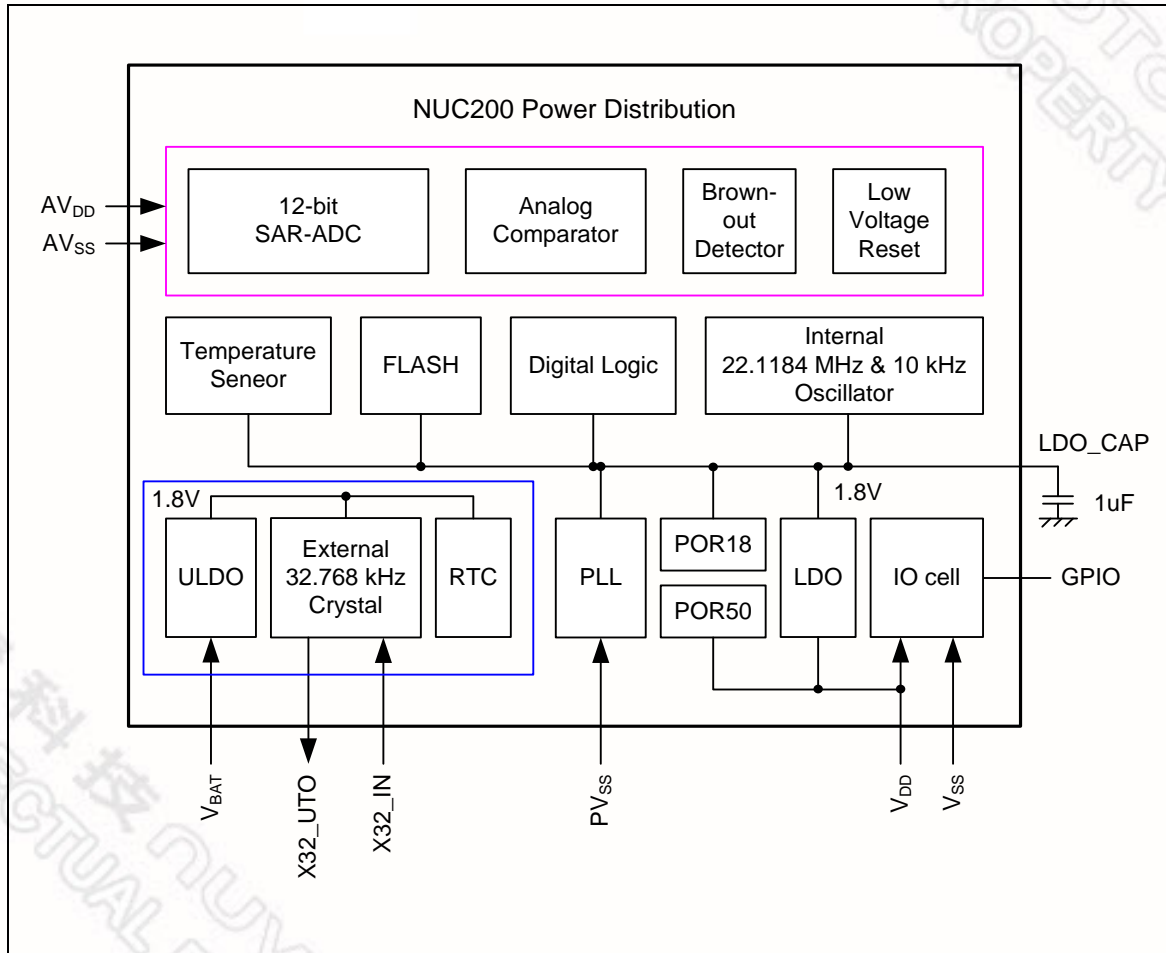 NUC200 Power Distribution
AVDD
AVSS
12-bit
SAR-ADC
Analog
Comparator
Brown-
out
Detector
Low
Voltage
Reset
Temperature
Seneor
FLASH
Digital Logic
Internal
22.1184 MHz & 10 kHz
Oscillator
LDO_CAP
1uF
1.8V
ULDO
External
32.768 kHz
Crystal
RTC
PLL
POR18
POR50
1.8V
LDO
IO cell
GPIO
VBAT
X32_UTO
X32_IN
PVSS
VDD
VSS
科技